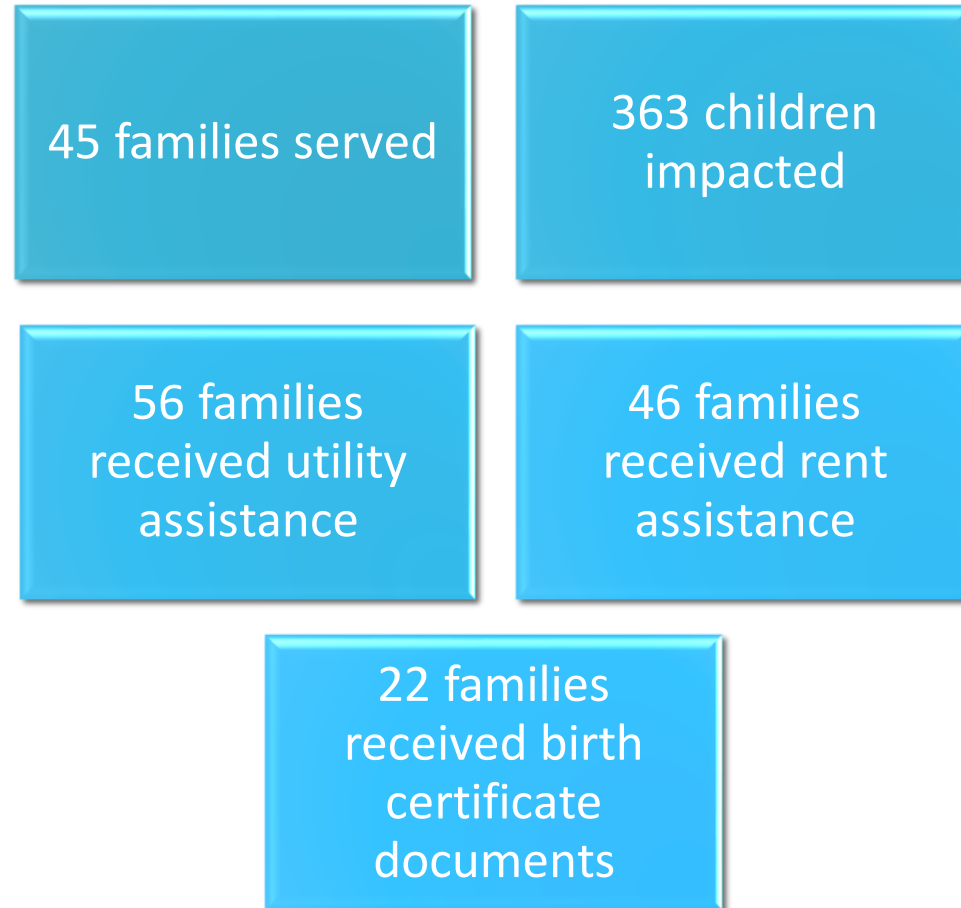 45 families served
363 children
impacted
56 families
received utility
assistance
46 families
received rent
assistance
22 families
received birth
certificate
documents